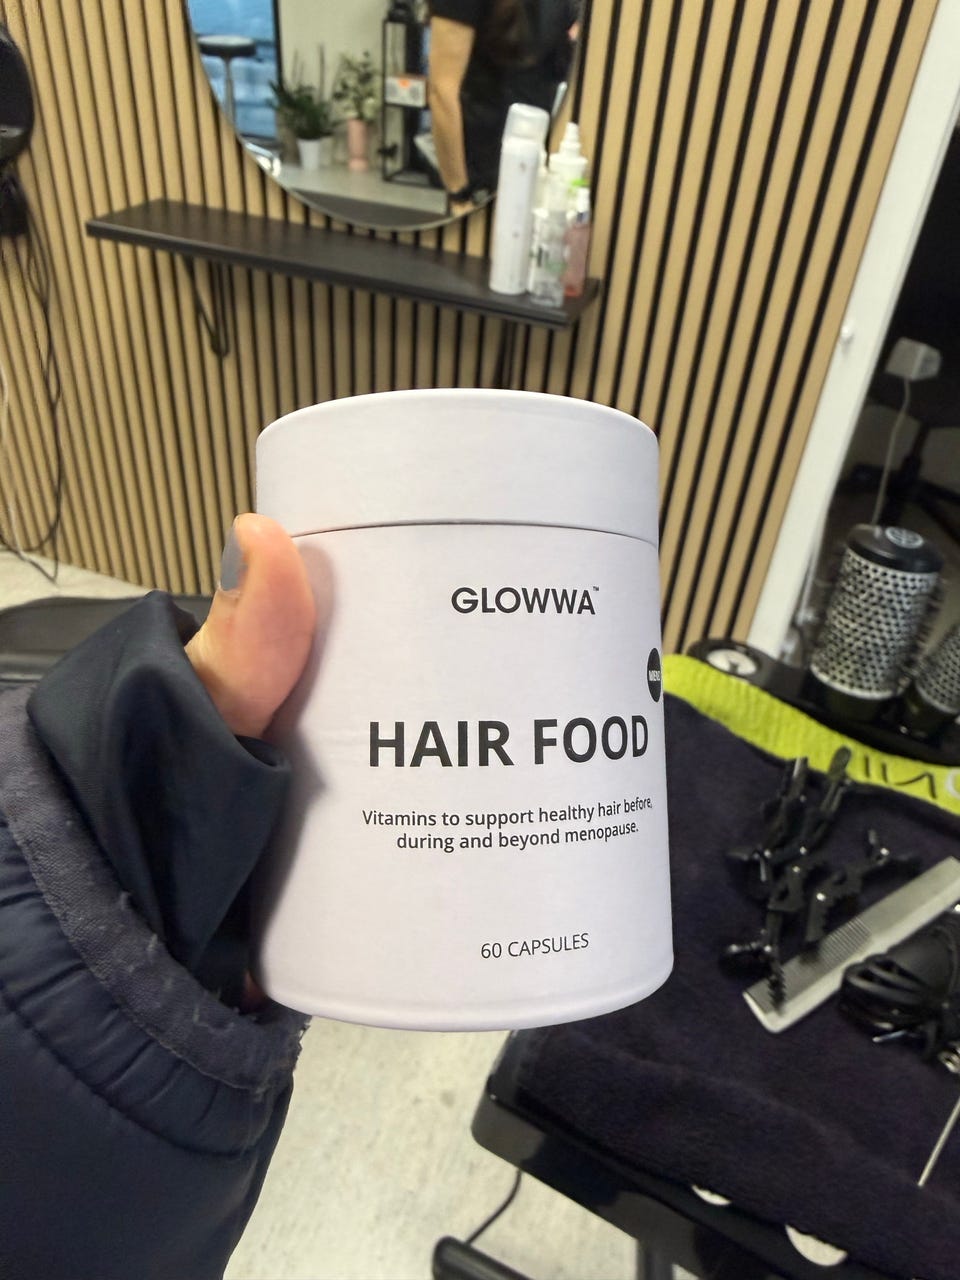 GLOWWA™
HAIR FOOD
Vitamins to support healthy hair before,
during and beyond menopause.
60 CAPSULES